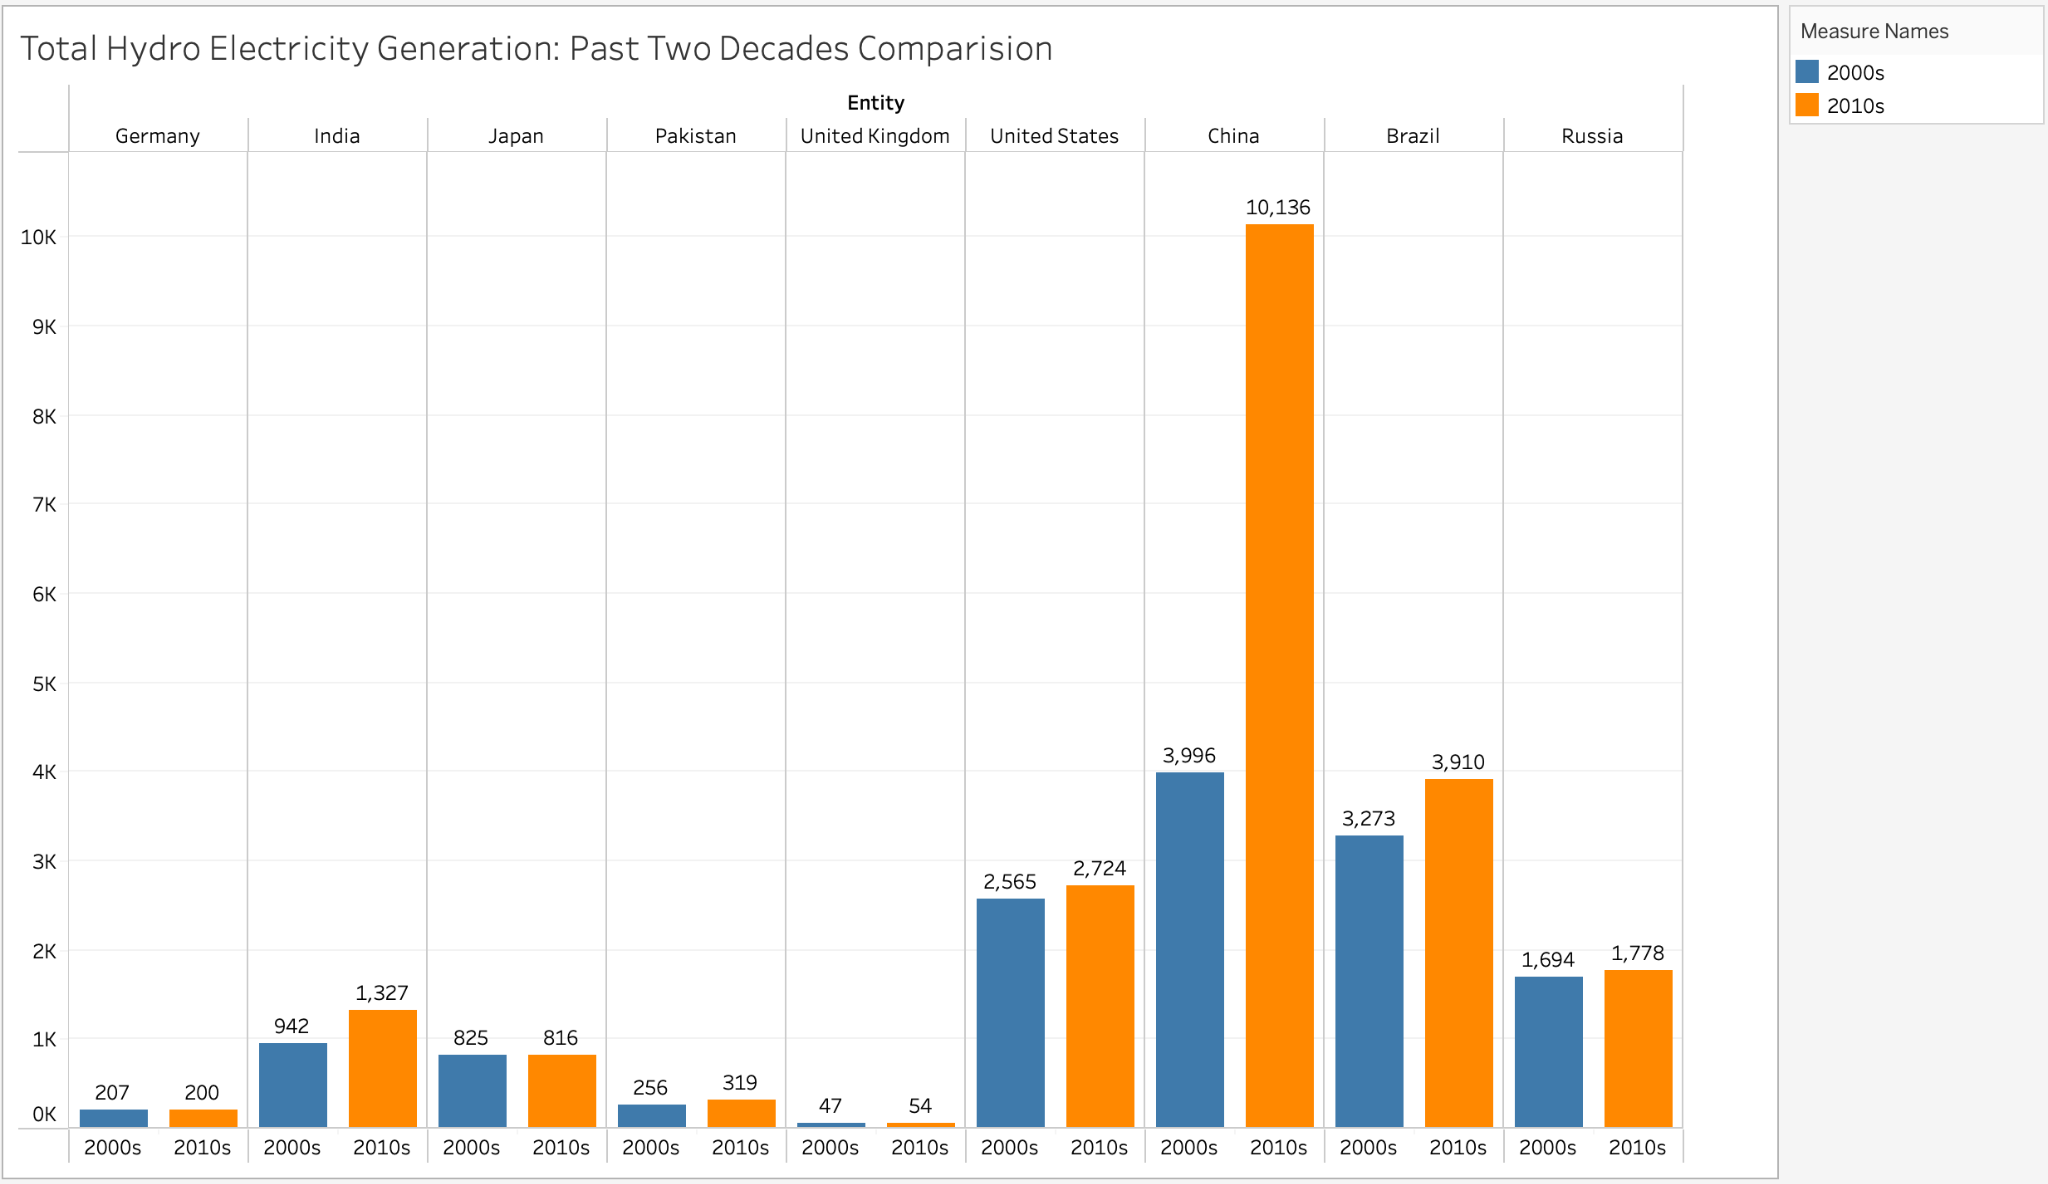 Total Hydro Electricity Generation: Past Two Decades Comparision
Measure Names
2000s
2010s
Entity
Germany India Japan Pakistan United Kingdom United States China Brazil Russia
10K
9K
8K
7K
6K
5K
4K
3K
2K
1K
0K
207 200 942 1,327 825 816 256 319 47 54 2,565 2,724 3,996 10,136 3,273 3,910 1,694 1,778
2000s 2010s 2000s 2010s 2000s 2010s 2000s 2010s 2000s 2010s 2000s 2010s 2000s 2010s 2000s 2010s 2000s 2010s